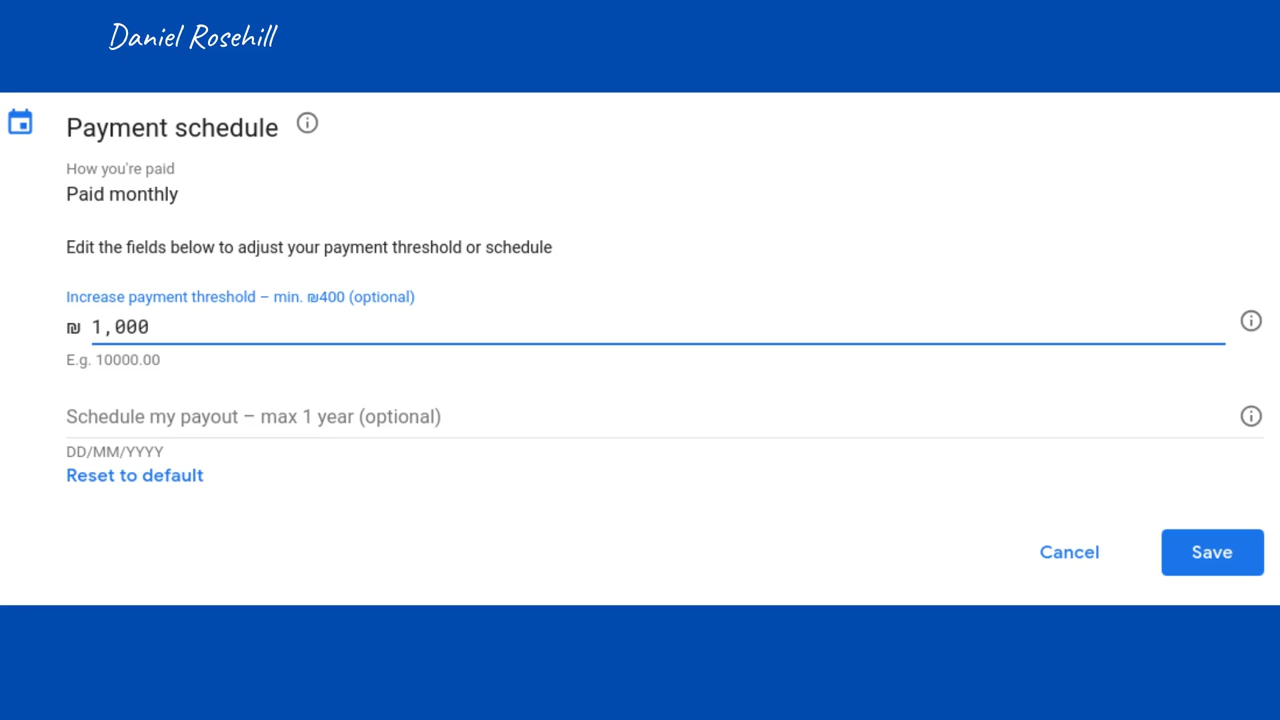 Daniel Rosehill
Payment schedule
How you're paid
Paid monthly
Edit the fields below to adjust your payment threshold or schedule
Increase payment threshold – min. ₪400 (optional)
₪ 1,000
E.g. 10000.00
Schedule my payout – max 1 year (optional)
DD/MM/YYYY
Reset to default
Cancel
Save